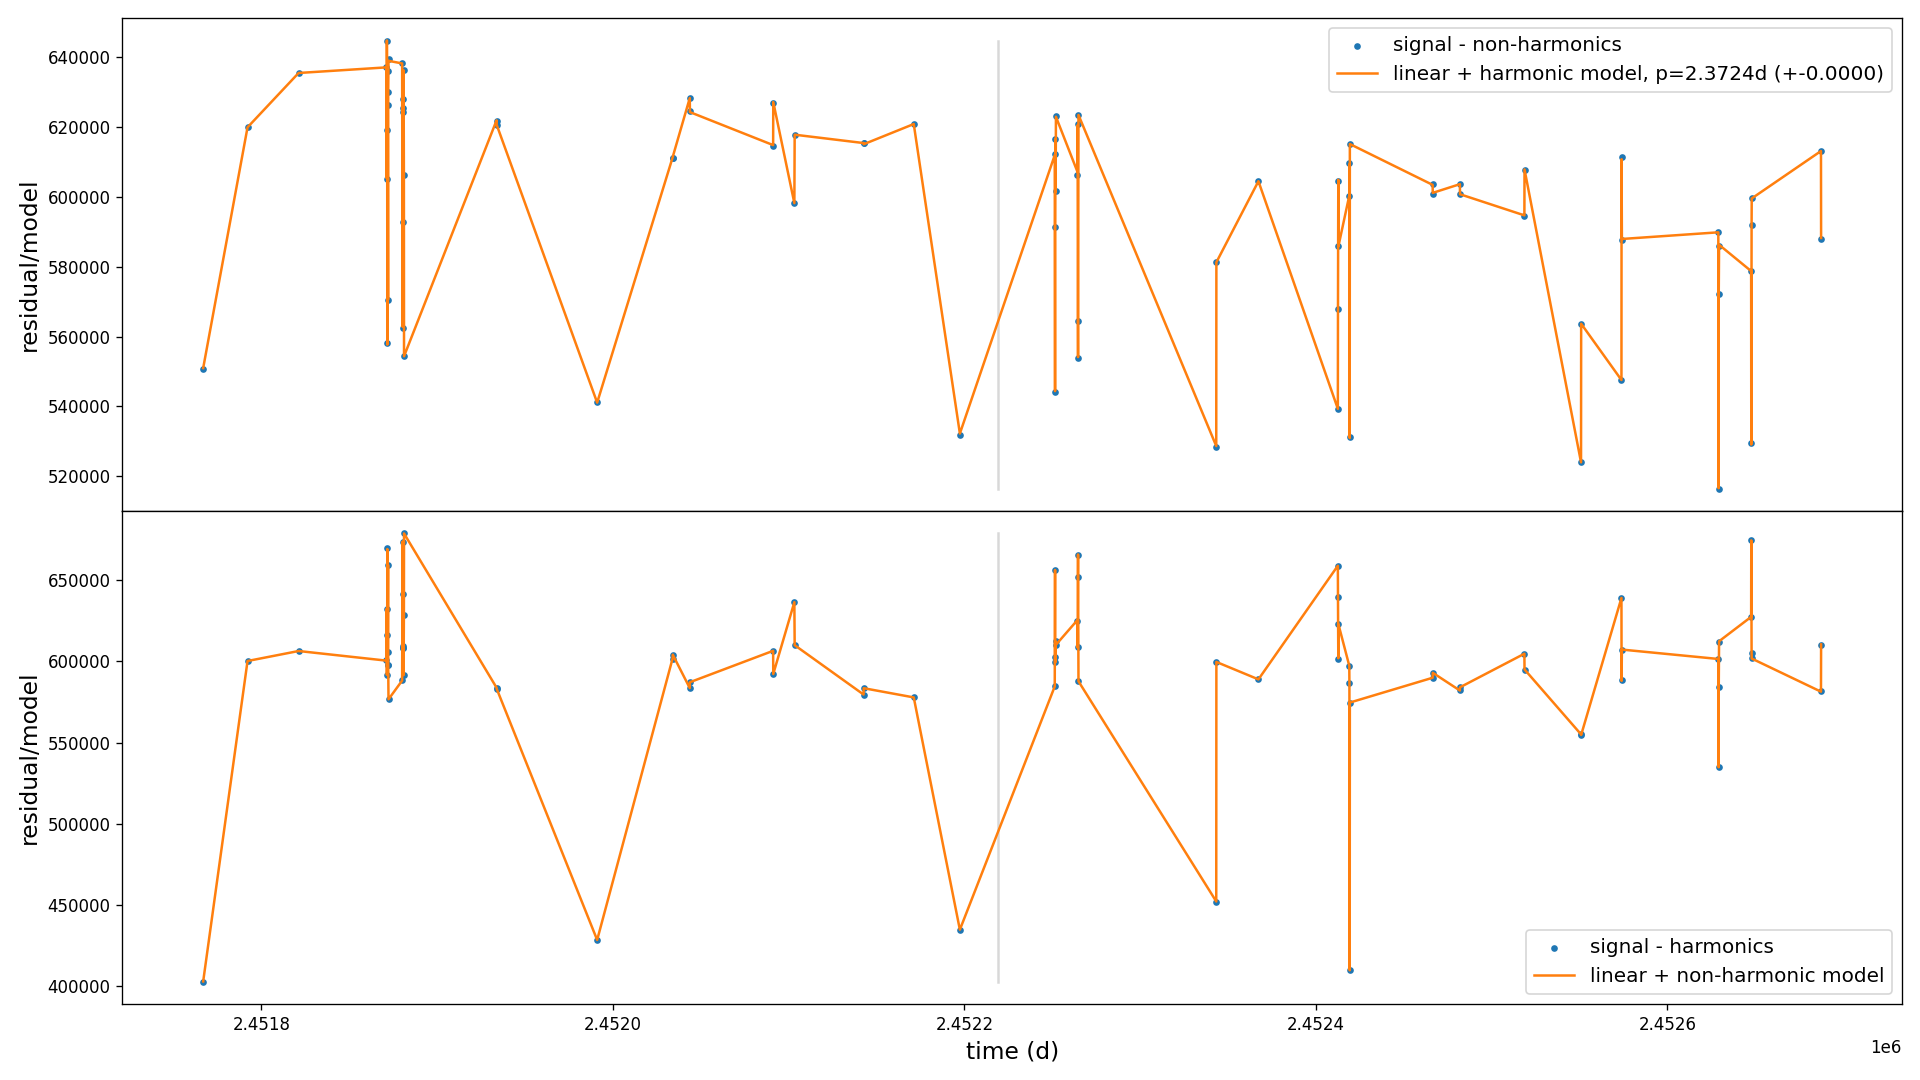 640000
620000
600000
580000
560000
540000
520000
residual/model
signal - non-harmonics
linear + harmonic model, p=2.3724d (+-0.0000)
650000
600000
550000
500000
450000
400000
residual/model
signal - harmonics
linear + non-harmonic model
2.4518 2.4520 2.4522 2.4524 2.4526
time (d)
1e6